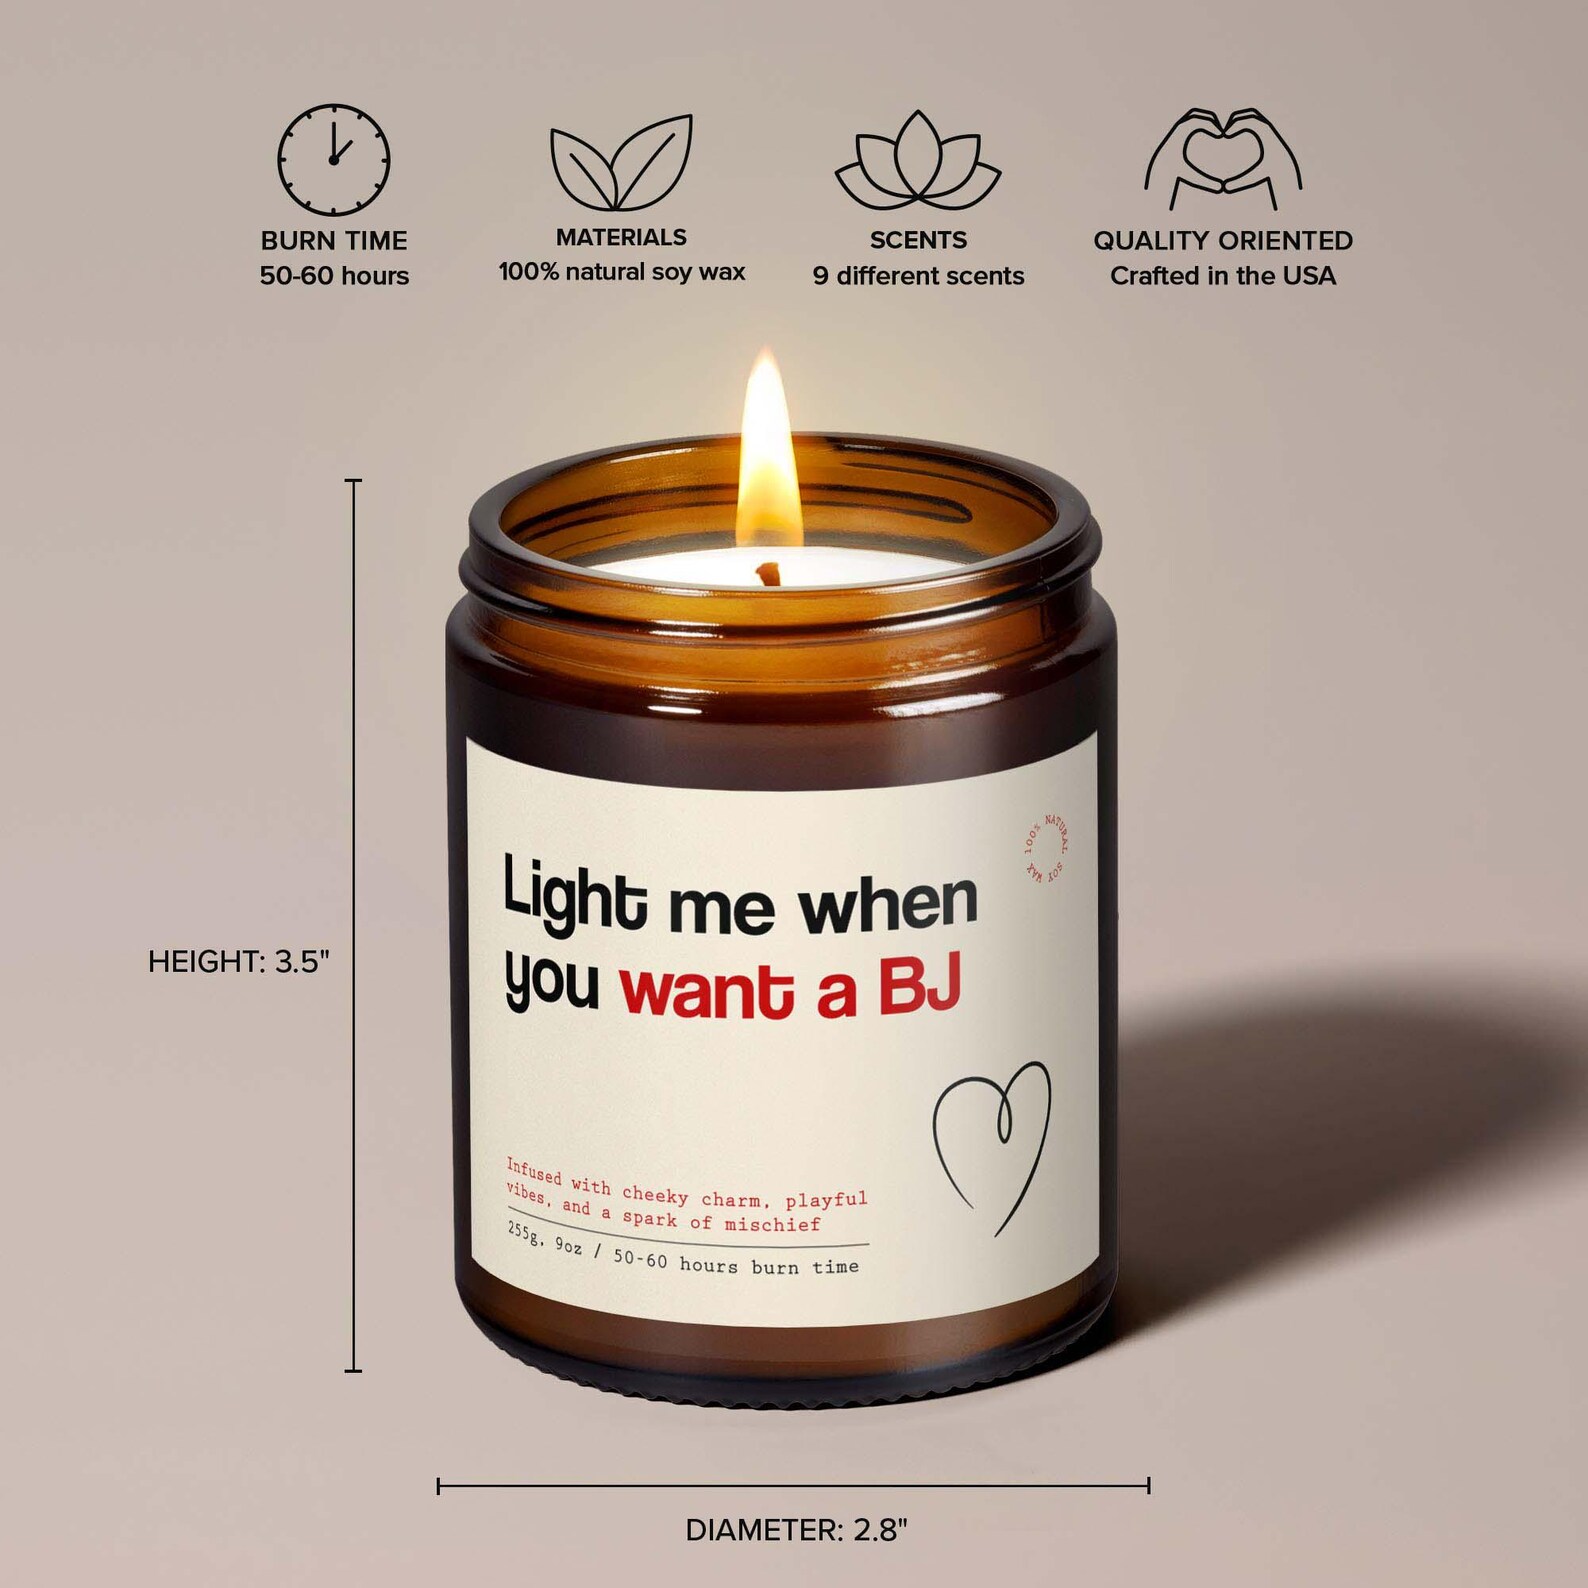 BURN TIME
50-60 hours
MATERIALS
100% natural soy wax
SCENTS
9 different scents
QUALITY ORIENTED
Crafted in the USA
HEIGHT: 3.5"
100% NATURAL SOY WAX
Light me when
you want a BJ
Infused with cheeky charm, playful
vibes, and a spark of mischief
255g, 9oz / 50-60 hours burn time
DIAMETER: 2.8"